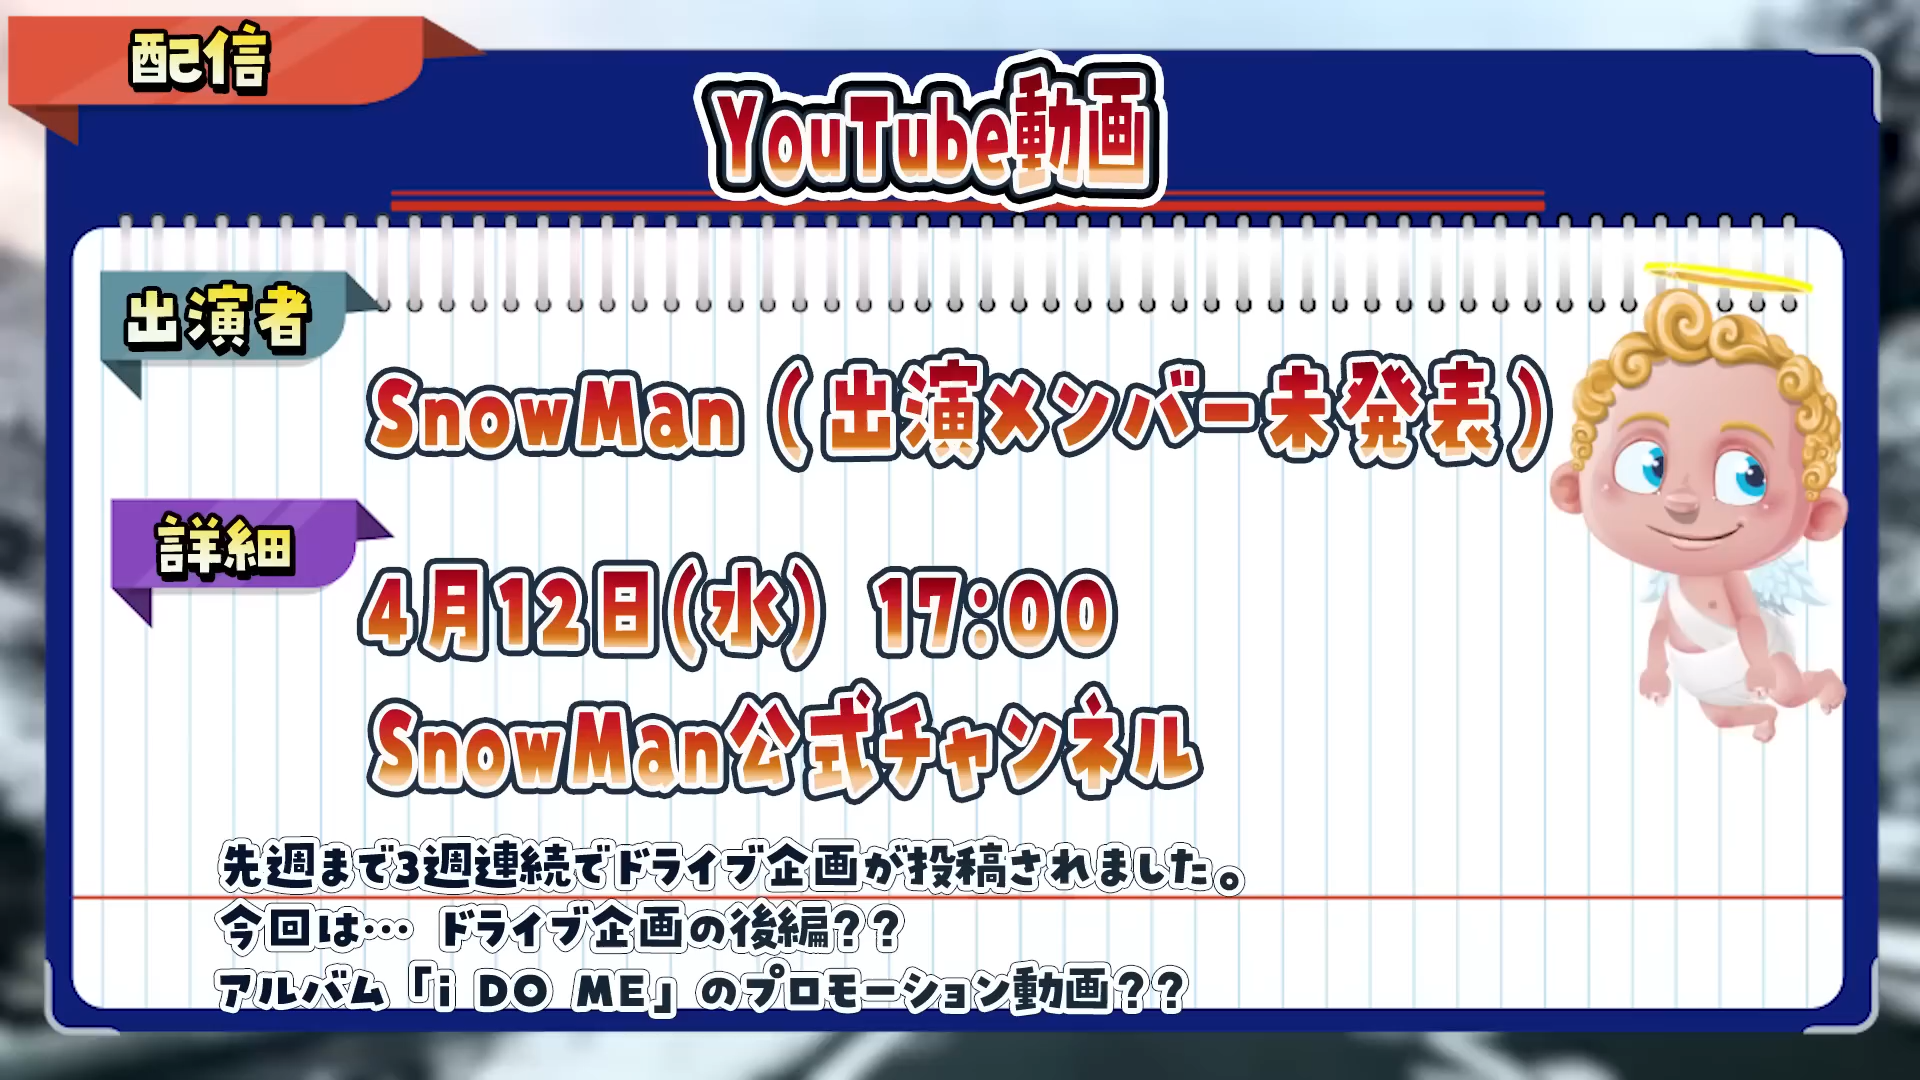 配信
YouTube動画
出演者
SnowMan（出演メンバー未発表）
詳細
4月12日(水) 17:00
SnowMan公式チャンネル
先週まで3週連続でドライブ企画が投稿されました。
今回は… ドライブ企画の後編??
アルバム「i DO ME」のプロモーション動画??